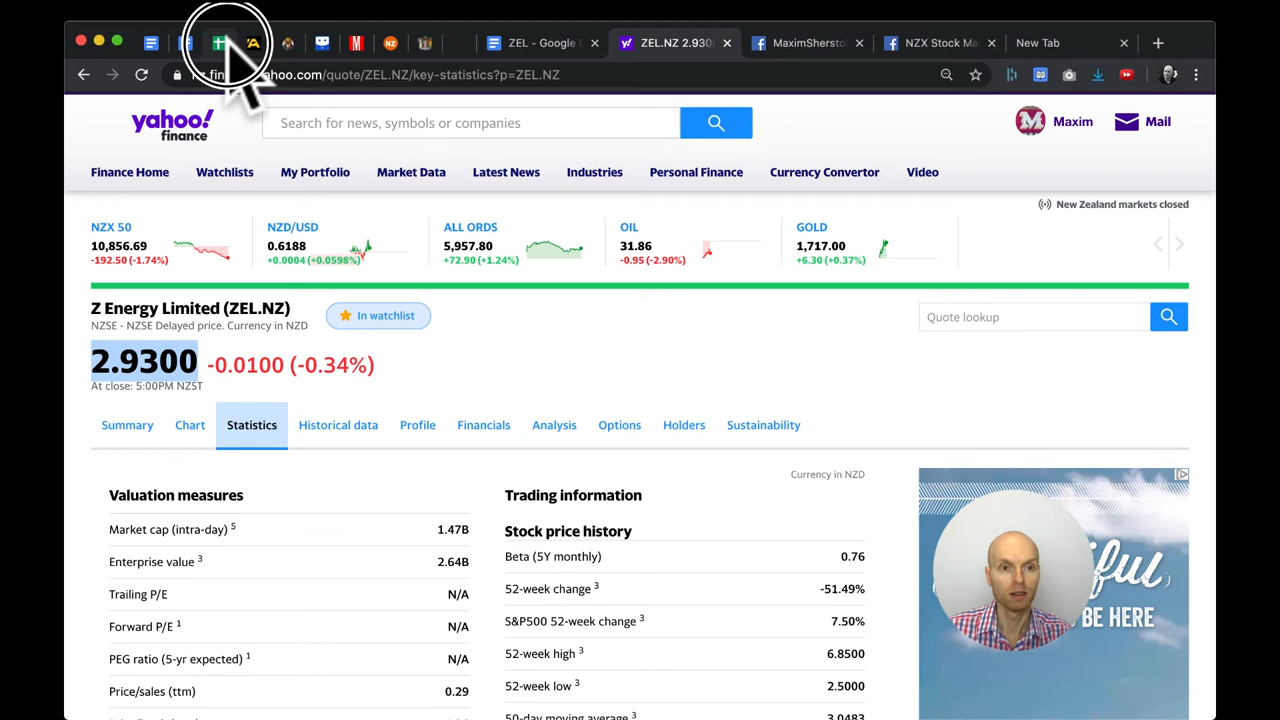 ZEL - Google D
ZEL.NZ 2.930
MaximSherstob
NZX Stock Ma
New Tab
yahoo.com/quote/ZEL.NZ/key-statistics?p=ZEL.NZ
yahoo!
finance
Search for news, symbols or companies
Maxim
Mail
Finance Home
Watchlists
My Portfolio
Market Data
Latest News
Industries
Personal Finance
Currency Convertor
Video
New Zealand markets closed
NZX 50
10,856.69
-192.50 (-1.74%)
NZD/USD
0.6188
+0.0004 (+0.0598%)
ALL ORDS
5,957.80
+72.90 (+1.24%)
OIL
31.86
-0.95 (-2.90%)
GOLD
1,717.00
+6.30 (+0.37%)
Z Energy Limited (ZEL.NZ)
NZSE - NZSE Delayed price. Currency in NZD
In watchlist
Quote lookup
2.9300 -0.0100 (-0.34%)
At close: 5:00PM NZST
Summary
Chart
Statistics
Historical data
Profile
Financials
Analysis
Options
Holders
Sustainability
Currency in NZD
Valuation measures
Market cap (intra-day) 5 1.47B
Enterprise value 3 2.64B
Trailing P/E N/A
Forward P/E 1 N/A
PEG ratio (5-yr expected) 1 N/A
Price/sales (ttm) 0.29
Trading information
Stock price history
Beta (5Y monthly) 0.76
52-week change 3 -51.49%
S&P500 52-week change 3 7.50%
52-week high 3 6.8500
52-week low 3 2.5000
50-day moving average 3 3.0483
BE HERE